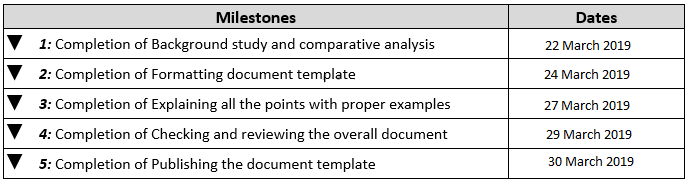 Milestones Dates
1: Completion of Background study and comparative analysis 22 March 2019
2: Completion of Formatting document template 24 March 2019
3: Completion of Explaining all the points with proper examples 27 March 2019
4: Completion of Checking and reviewing the overall document 29 March 2019
5: Completion of Publishing the document template 30 March 2019